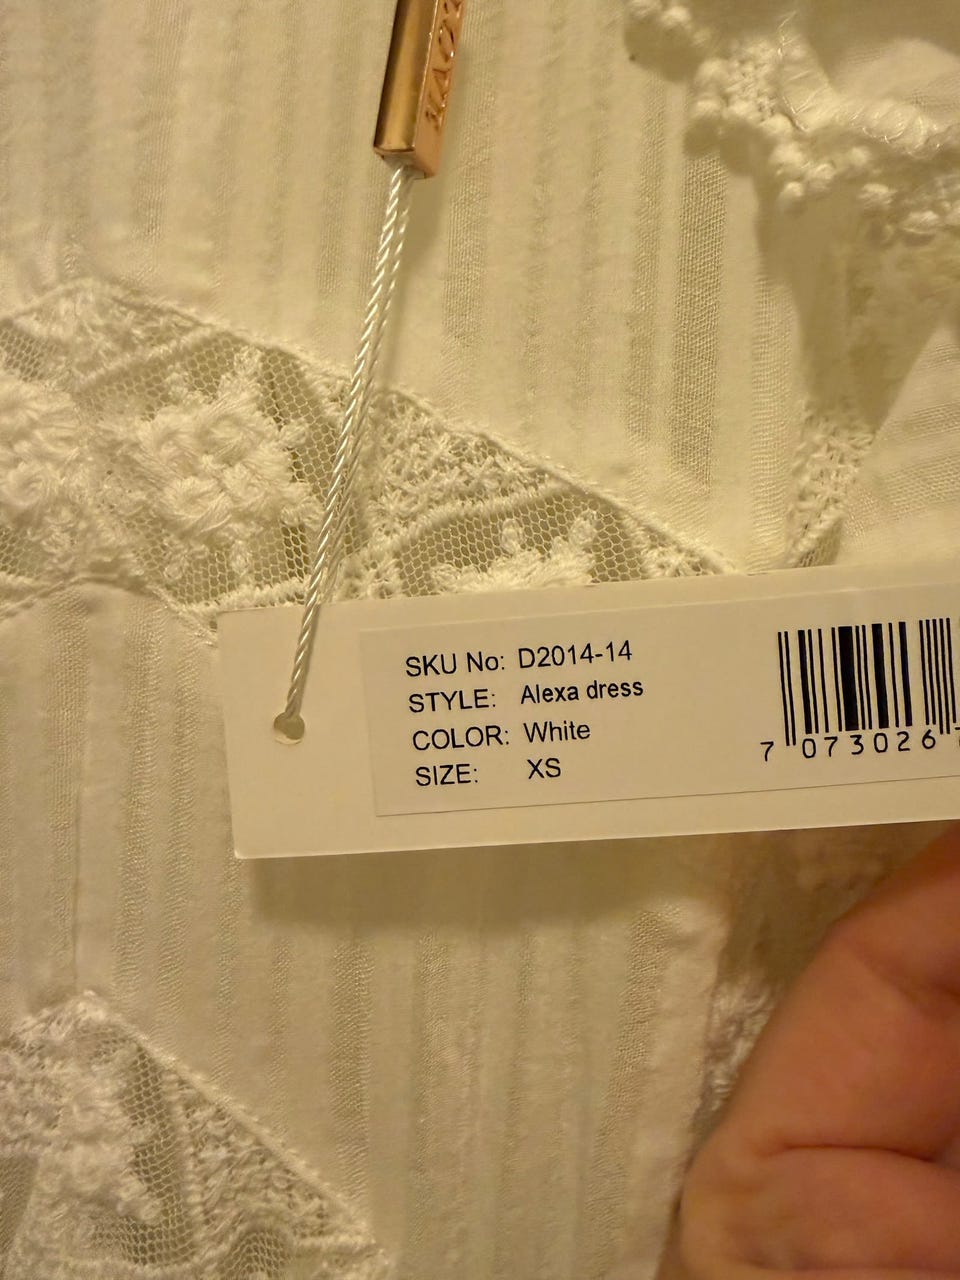 SKU No: D2014-14
STYLE: Alexa dress
COLOR: White
SIZE: XS
7 073026